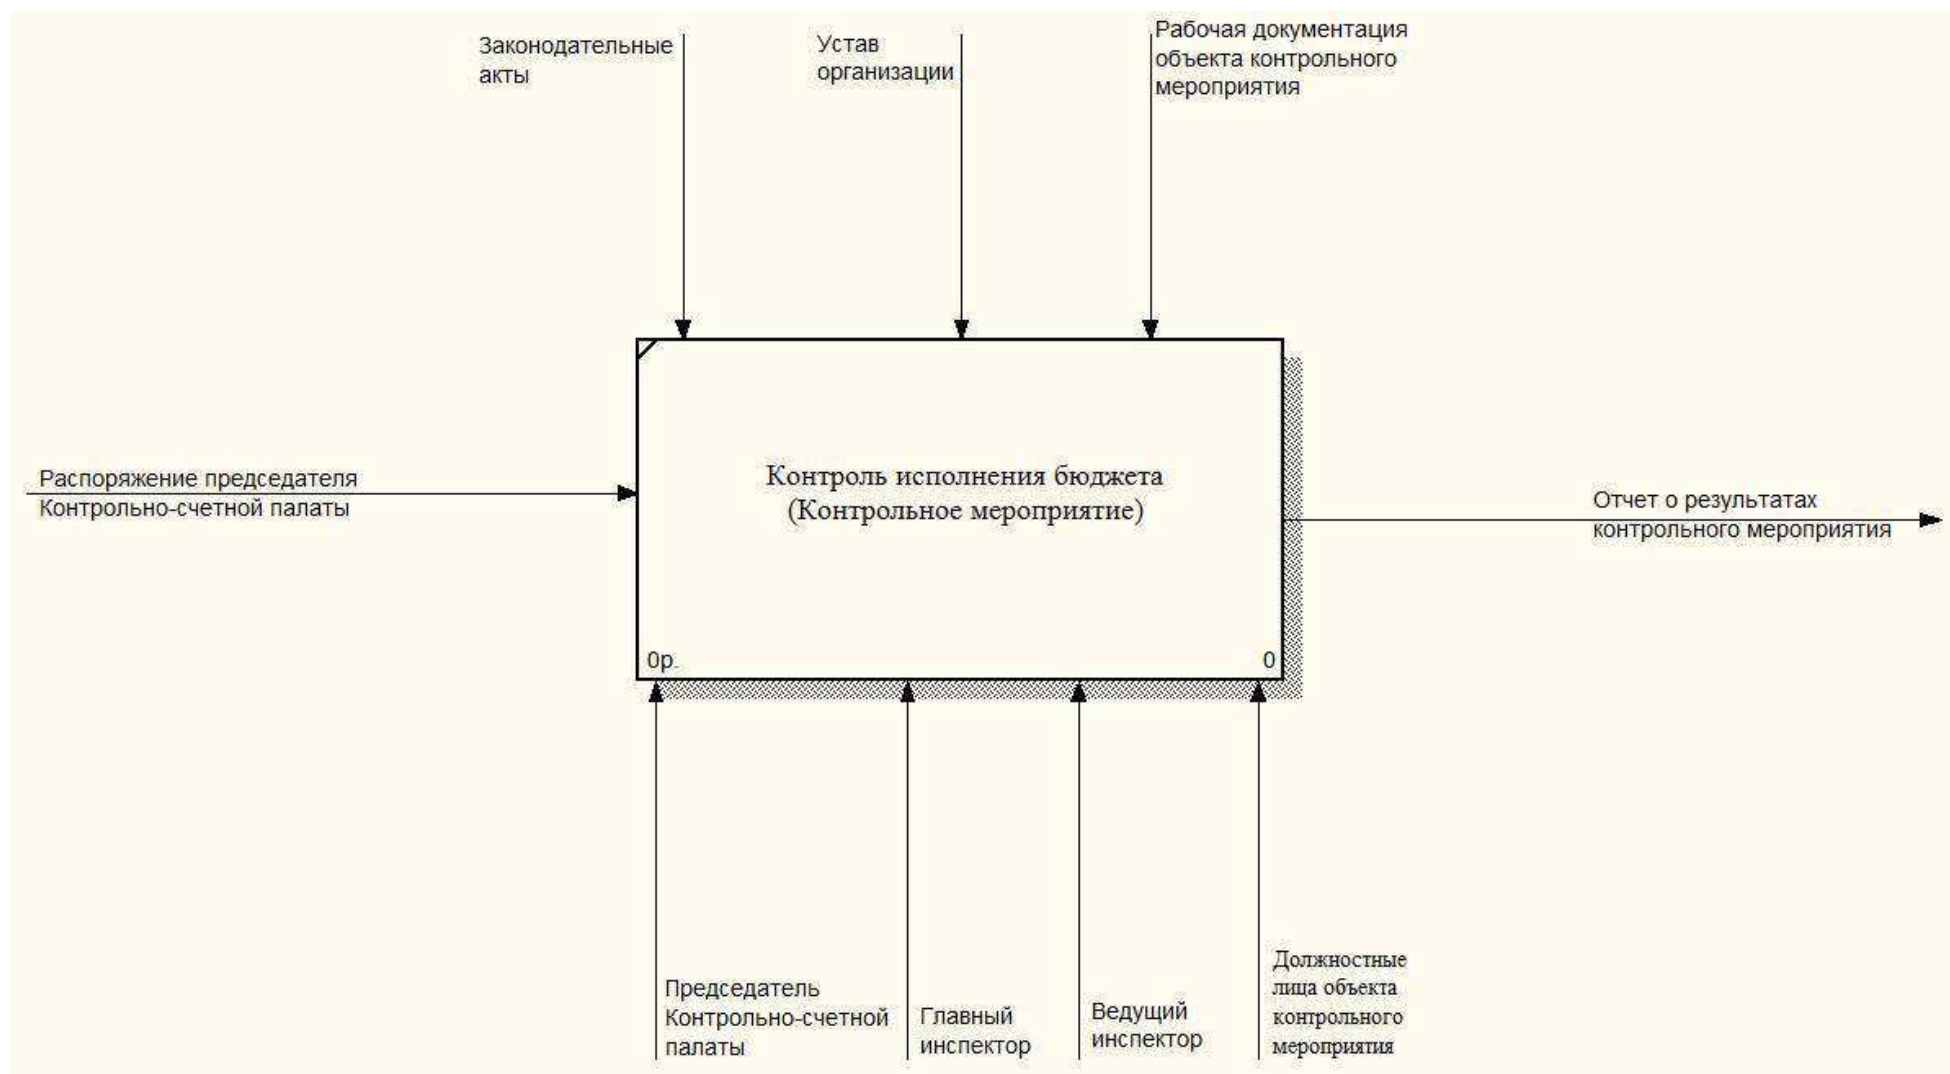 Законодательные
акты
Устав
организации
Рабочая документация
объекта контрольного
мероприятия
Распоряжение председателя
Контрольно-счетной палаты
Контроль исполнения бюджета
(Контрольное мероприятие)
0р.
0
Отчет о результатах
контрольного мероприятия
Председатель
Контрольно-счетной
палаты
Главный
инспектор
Ведущий
инспектор
Должностные
лица объекта
контрольного
мероприятия